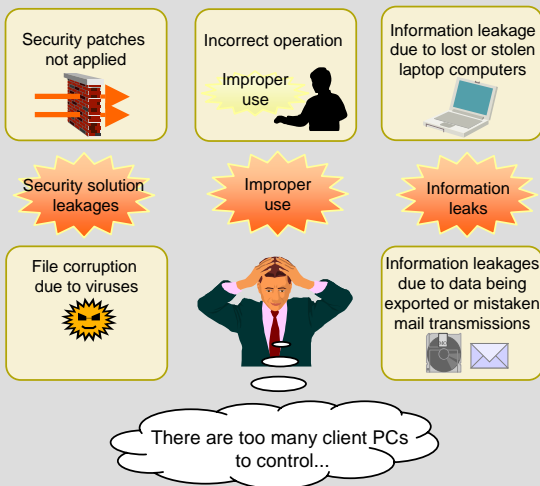 Security patches
not applied
Incorrect operation
Improper
use
Information leakage
due to lost or stolen
laptop computers
Security solution
leakages
Improper
use
Information
leaks
File corruption
due to viruses
Information leakages
due to data being
exported or mistaken
mail transmissions
There are too many client PCs
to control...